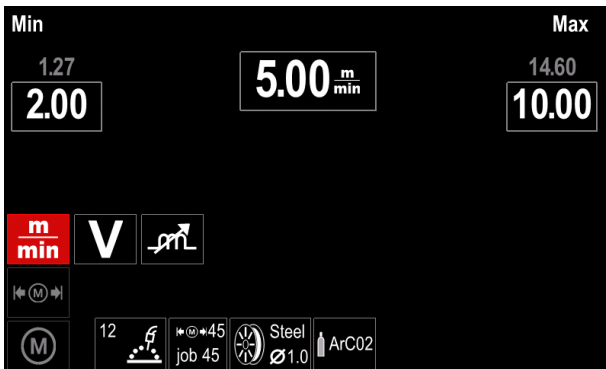 Min Max
1.27 14.60
2.00 5.00 m/min 10.00
m/min V
M
M 12 M 45 Steel ArC02
job 45 Ø1.0